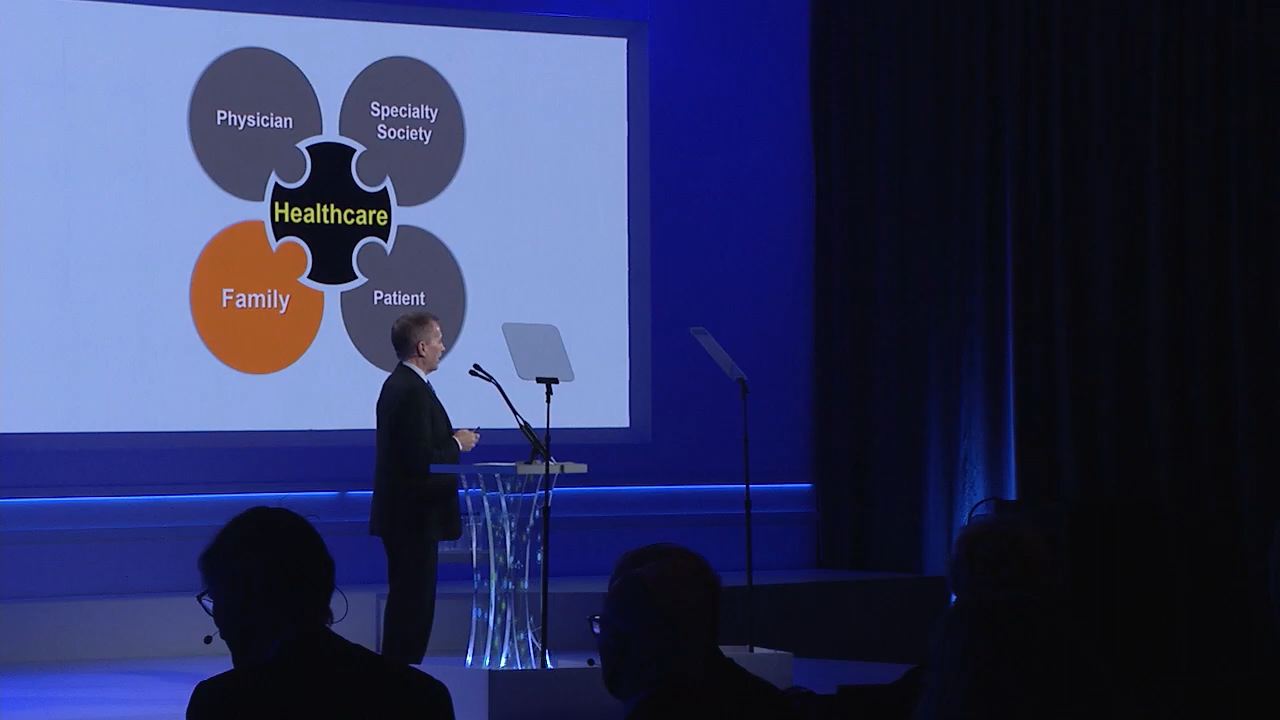 Physician
Specialty
Society
Healthcare
Family
Patient